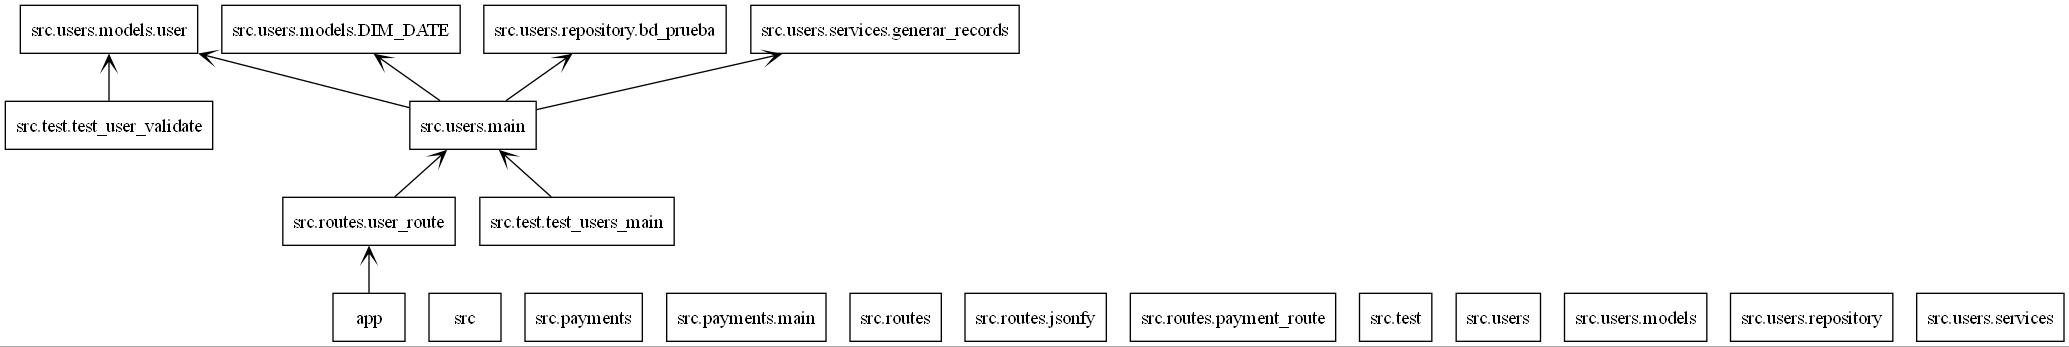 src.users.models.user
src.users.models.DIM_DATE
src.users.repository.bd_prueba
src.users.services.generar_records
src.test.test_user_validate
src.users.main
src.routes.user_route
src.test.test_users_main
app
src
src.payments
src.payments.main
src.routes
src.routes.jsonfy
src.routes.payment_route
src.test
src.users
src.users.models
src.users.repository
src.users.services